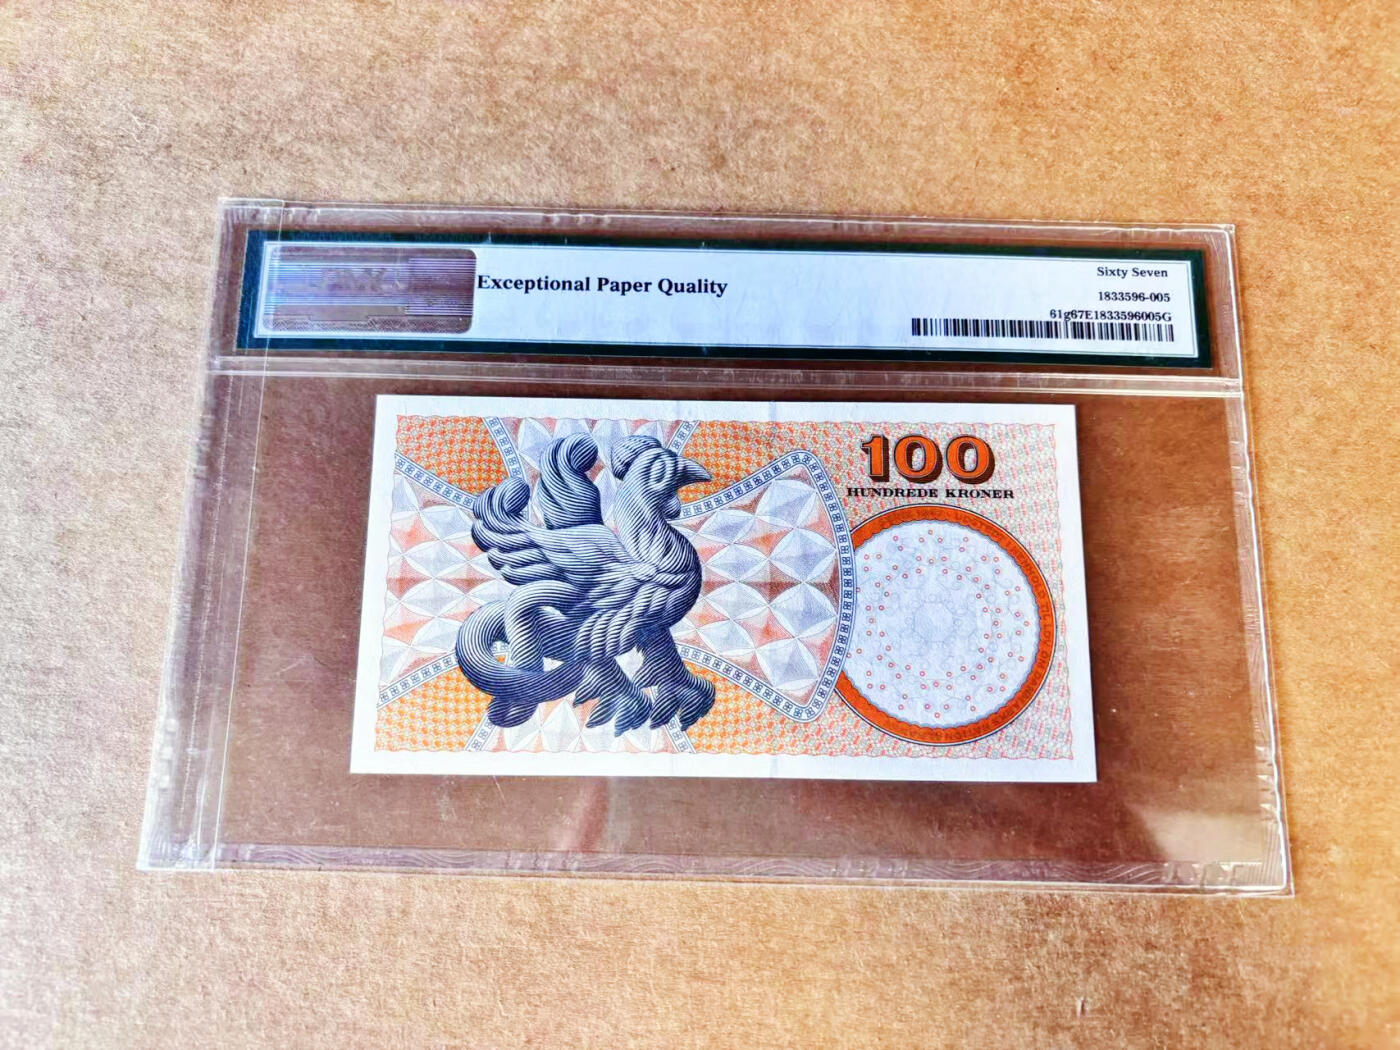 Exceptional Paper Quality
Sixty Seven
1833596-005
61g67E1833596005G
100
HUNDREDE KRONER